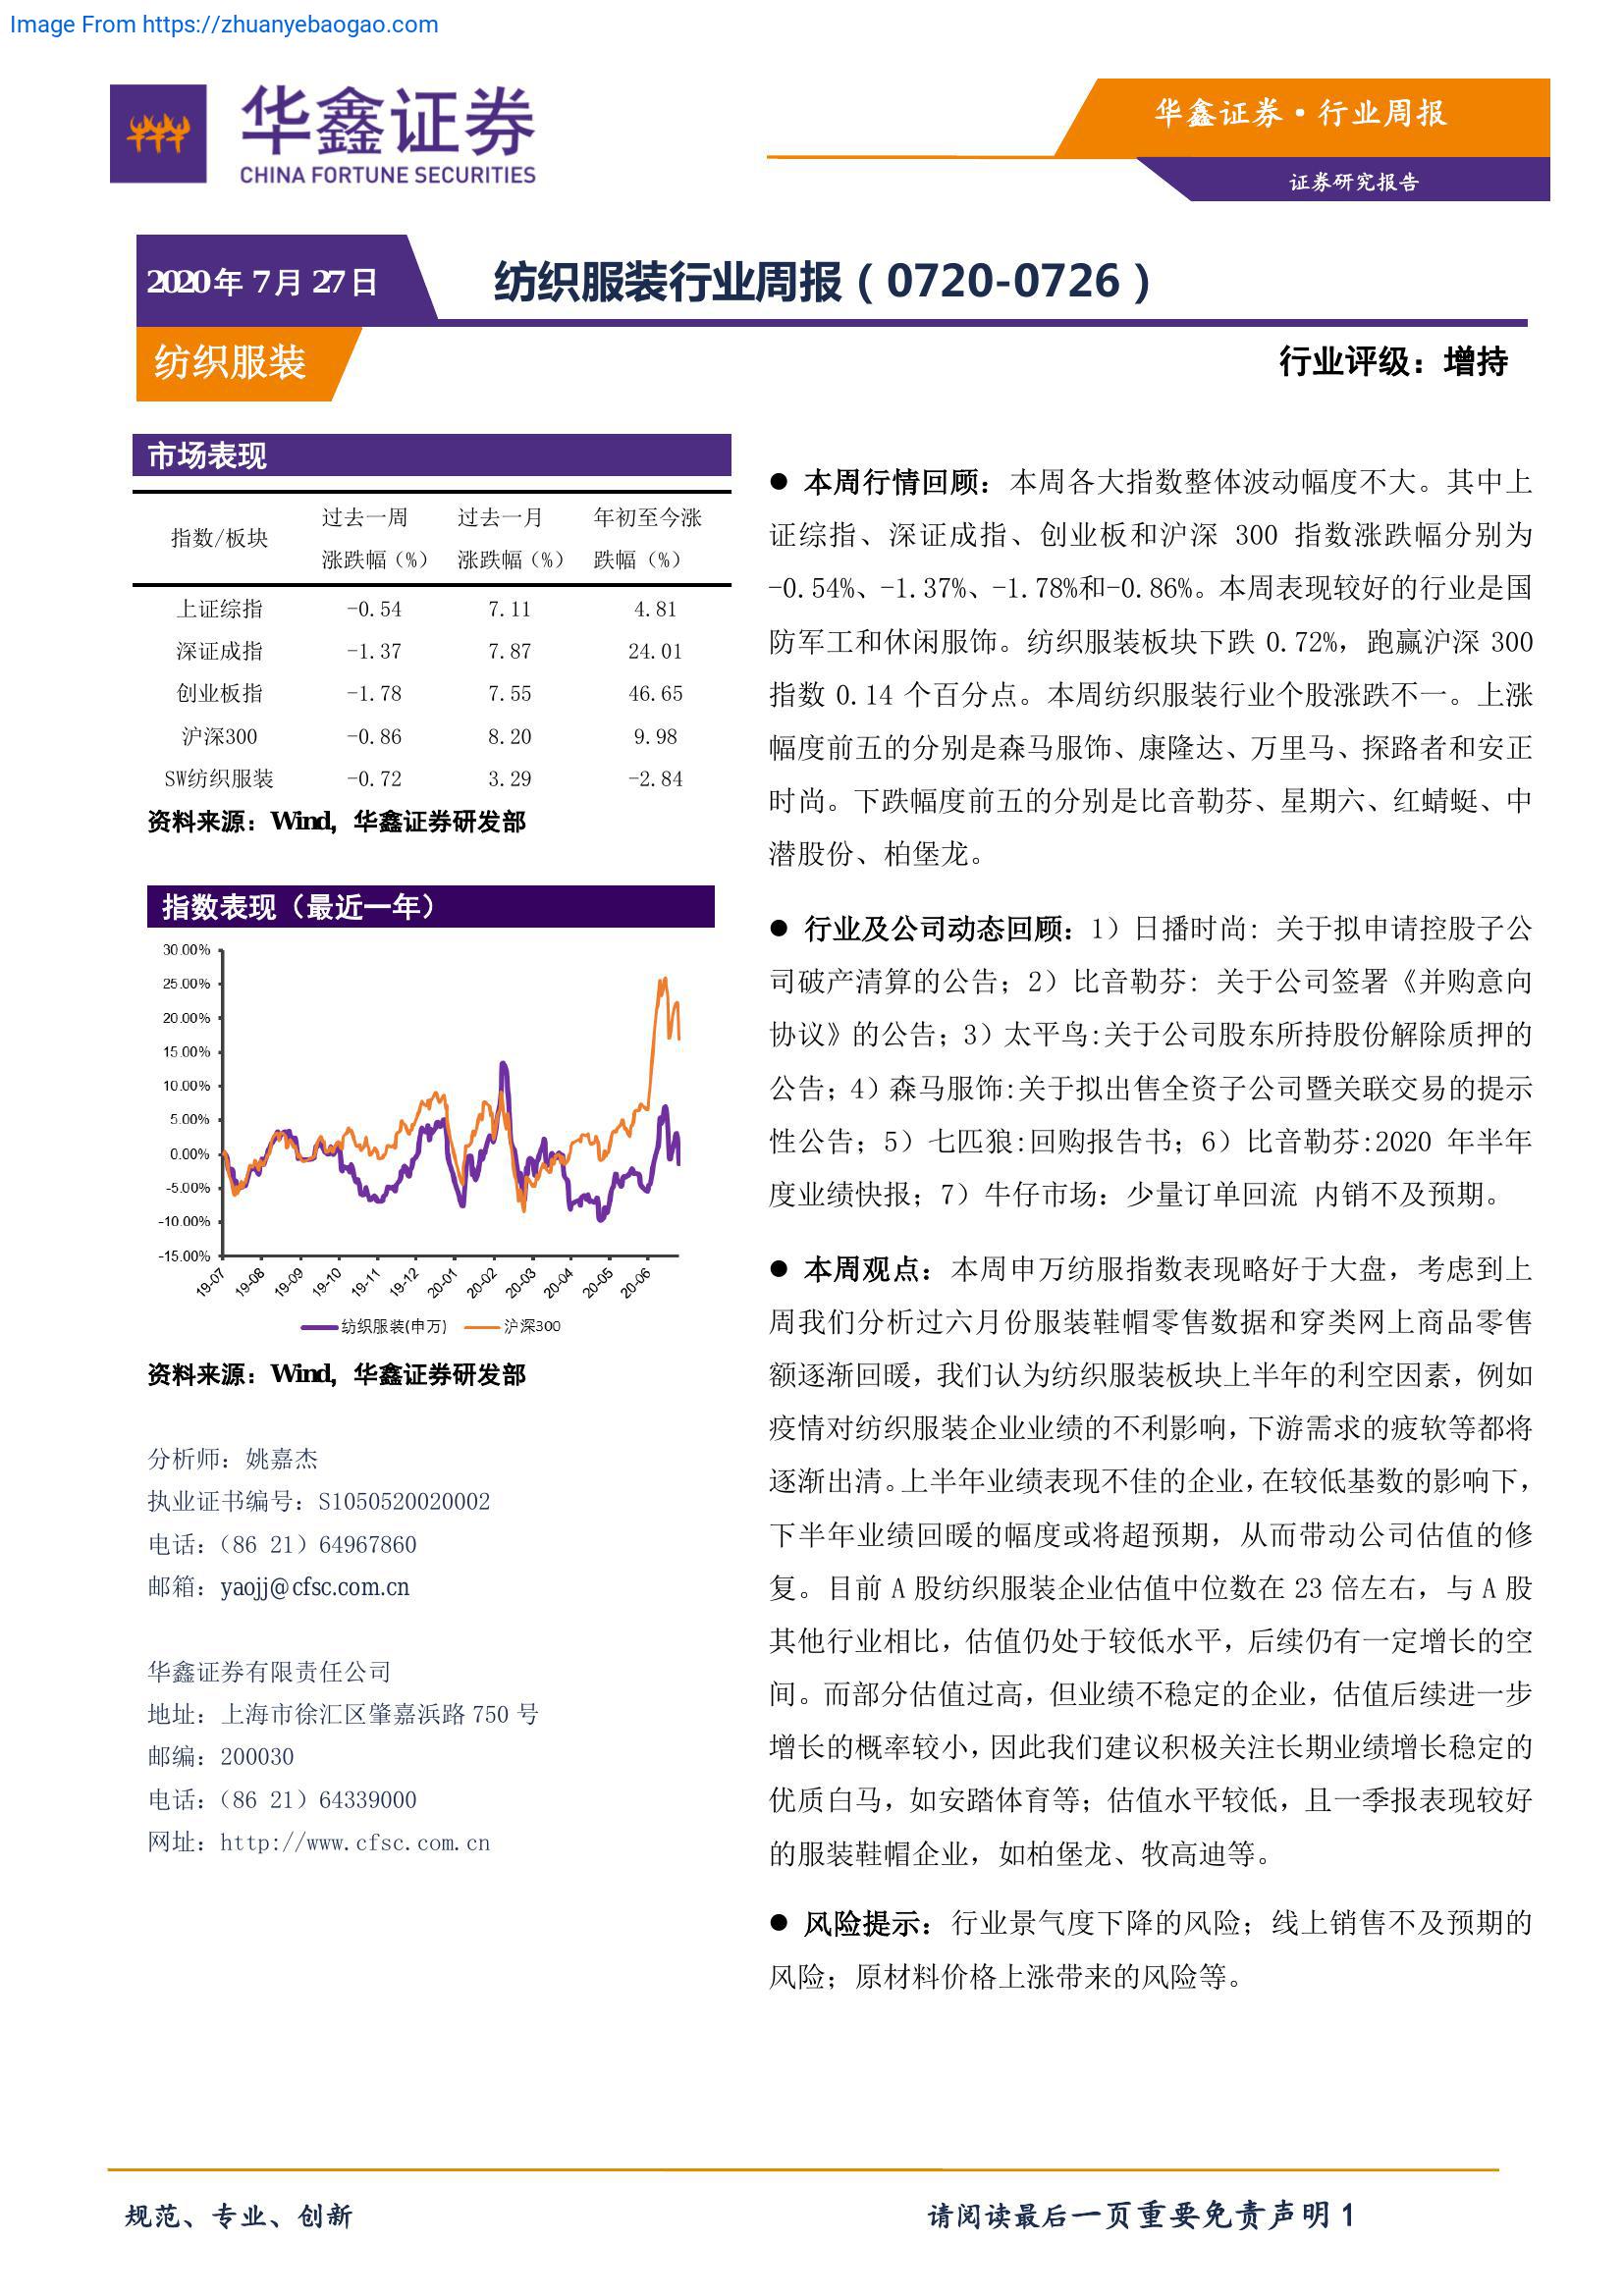 Image From https://zhuanyebaogao.com
华鑫证券
CHINA FORTUNE SECURITIES
华鑫证券·行业周报
证券研究报告
2020年7月27日
纺织服装行业周报（0720-0726）
纺织服装
行业评级：增持
市场表现
指数/板块 过去一周涨跌幅（%） 过去一月涨跌幅（%） 年初至今涨跌幅（%）
上证综指 -0.54 7.11 4.81
深证成指 -1.37 7.87 24.01
创业板指 -1.78 7.55 46.65
沪深300 -0.86 8.20 9.98
SW纺织服装 -0.72 3.29 -2.84
资料来源：Wind，华鑫证券研发部
指数表现（最近一年）
30.00%
25.00%
20.00%
15.00%
10.00%
5.00%
0.00%
-5.00%
-10.00%
-15.00%
19-07 19-08 19-09 19-10 19-11 19-12 20-01 20-02 20-03 20-04 20-05 20-06
纺织服装(申万) 沪深300
资料来源：Wind，华鑫证券研发部
分析师：姚嘉杰
执业证书编号：S1050520020002
电话：（86 21）64967860
邮箱：yaojj@cfsc.com.cn
华鑫证券有限责任公司
地址：上海市徐汇区肇嘉浜路 750 号
邮编：200030
电话：（86 21）64339000
网址：http://www.cfsc.com.cn
● 本周行情回顾：本周各大指数整体波动幅度不大。其中上
证综指、深证成指、创业板和沪深 300 指数涨跌幅分别为
-0.54%、-1.37%、-1.78%和-0.86%。本周表现较好的行业是国
防军工和休闲服饰。纺织服装板块下跌 0.72%，跑赢沪深 300
指数 0.14 个百分点。本周纺织服装行业个股涨跌不一。上涨
幅度前五的分别是森马服饰、康隆达、万里马、探路者和安正
时尚。下跌幅度前五的分别是比音勒芬、星期六、红蜻蜓、中
潜股份、柏堡龙。
● 行业及公司动态回顾：1）日播时尚：关于拟申请控股子公
司破产清算的公告；2）比音勒芬：关于公司签署《并购意向
协议》的公告；3）太平鸟:关于公司股东所持股份解除质押的
公告；4）森马服饰:关于拟出售全资子公司暨关联交易的提示
性公告；5）七匹狼:回购报告书；6）比音勒芬:2020 年半年
度业绩快报；7）牛仔市场：少量订单回流 内销不及预期。
● 本周观点：本周申万纺服指数表现略好于大盘，考虑到上
周我们分析过六月份服装鞋帽零售数据和穿类网上商品零售
额逐渐回暖，我们认为纺织服装板块上半年的利空因素，例如
疫情对纺织服装企业业绩的不利影响，下游需求的疲软等都将
逐渐出清。上半年业绩表现不佳的企业，在较低基数的影响下，
下半年业绩回暖的幅度或将超预期，从而带动公司估值的修
复。目前 A 股纺织服装企业估值中位数在 23 倍左右，与 A 股
其他行业相比，估值仍处于较低水平，后续仍有一定增长的空
间。而部分估值过高，但业绩不稳定的企业，估值后续进一步
增长的概率较小，因此我们建议积极关注长期业绩增长稳定的
优质白马，如安踏体育等；估值水平较低，且一季报表现较好
的服装鞋帽企业，如柏堡龙、牧高迪等。
● 风险提示：行业景气度下降的风险；线上销售不及预期的
风险；原材料价格上涨带来的风险等。
规范、专业、创新
请阅读最后一页重要免责声明 1